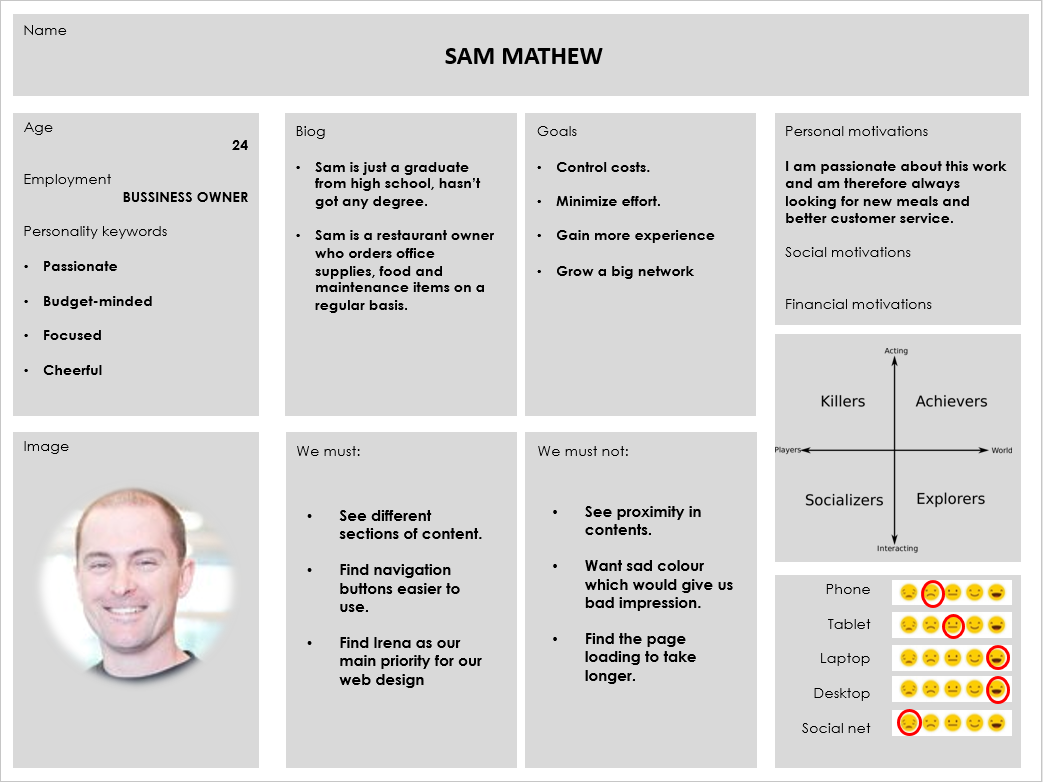 Name
SAM MATHEW
Age
24
Employment
BUSSINESS OWNER
Personality keywords
• Passionate
• Budget-minded
• Focused
• Cheerful
Biog
• Sam is just a graduate
from high school, hasn't
got any degree.
• Sam is a restaurant owner
who orders office
supplies, food and
maintenance items on a
regular basis.
Goals
• Control costs.
• Minimize effort.
• Gain more experience
• Grow a big network
Personal motivations
I am passionate about this work
and am therefore always
looking for new meals and
better customer service.
Social motivations
Financial motivations
Acting
Killers
Achievers
Players
World
Socializers
Explorers
Interacting
Image
We must:
• See different
sections of content.
• Find navigation
buttons easier to
use.
• Find Irena as our
main priority for our
web design
We must not:
• See proximity in
contents.
• Want sad colour
which would give us
bad impression.
• Find the page
loading to take
longer.
Phone
Tablet
Laptop
Desktop
Social net